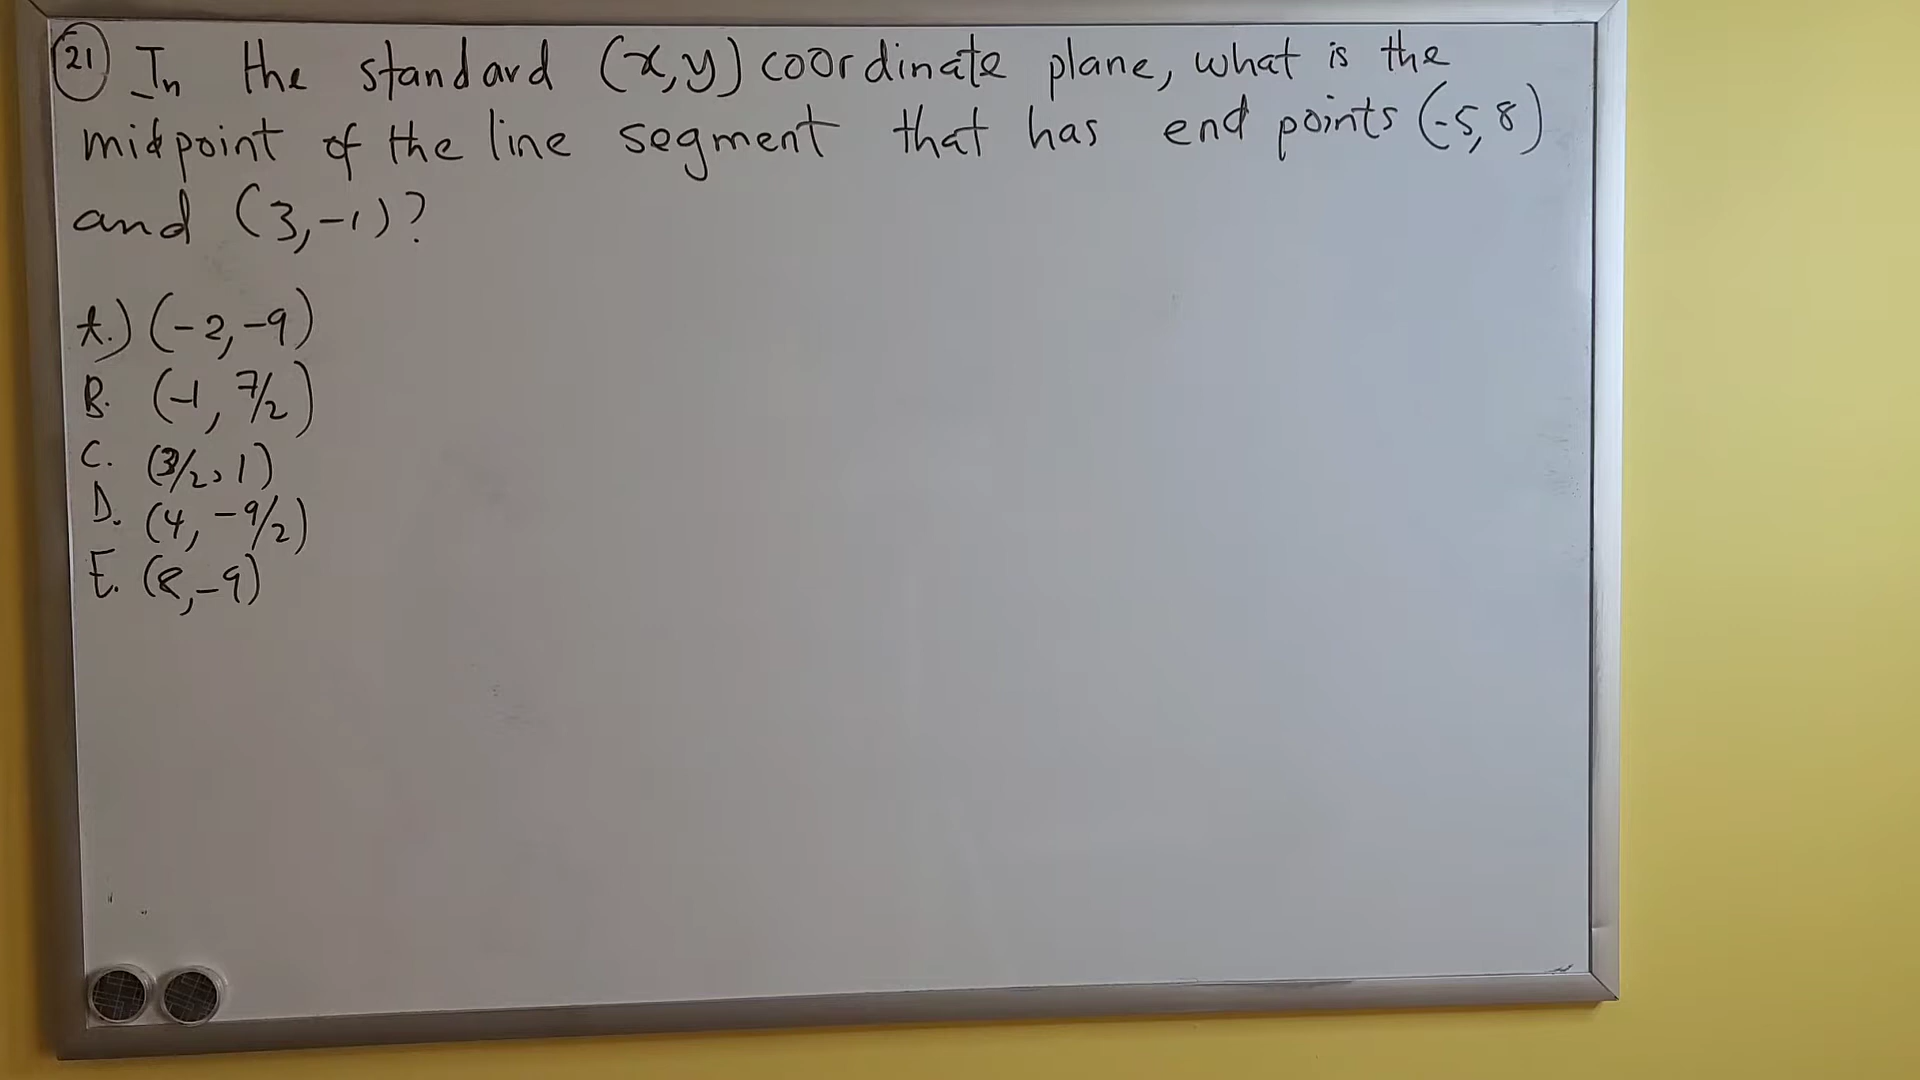 21 In the standard (x,y) coordinate plane, what is the
midpoint of the line segment that has end points (-5,8)
and (3,-1)?
A.) (-2,-9)
B. (-1, 7/2)
C. (3/2, 1)
D. (4, -9/2)
E. (8,-9)